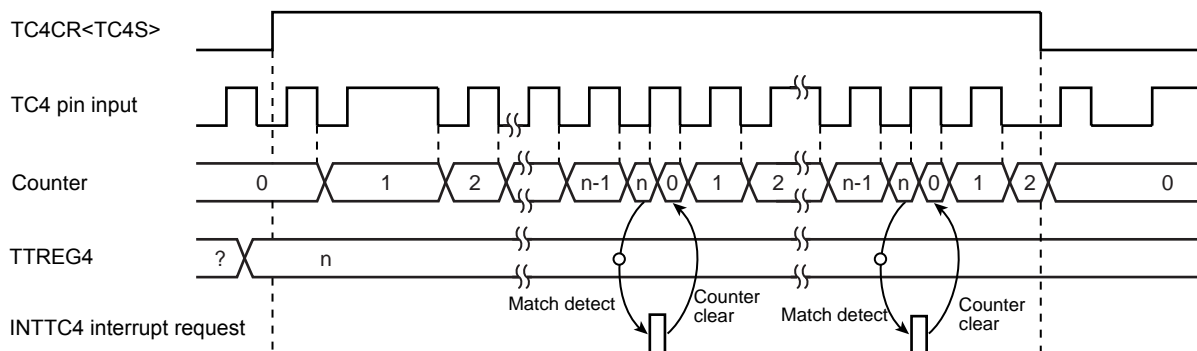 TC4CR<TC4S>
TC4 pin input
Counter
0 1 2 n-1 n 0 1 2 n-1 n 0 1 2 0
TTREG4
? n
Match detect
Counter
clear
Match detect
Counter
clear
INTTC4 interrupt request